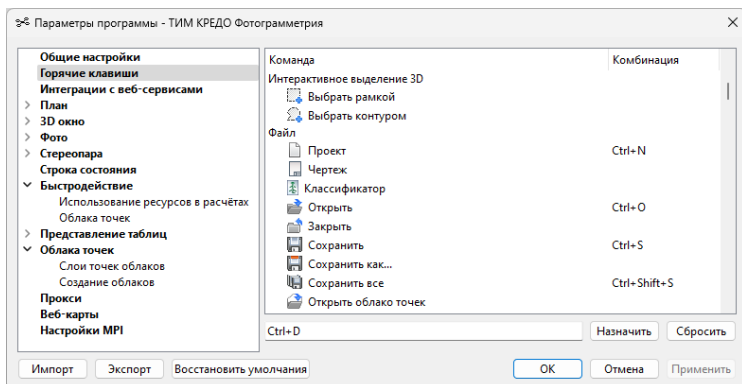 Параметры программы - ТИМ КРЕДО Фотограмметрия
Общие настройки
Горячие клавиши
Интеграции с веб-сервисами
План
3D окно
Фото
Стереопара
Строка состояния
Быстродействие
Использование ресурсов в расчётах
Облака точек
Представление таблиц
Облака точек
Слои точек облаков
Создание облаков
Прокси
Веб-карты
Настройки MPI
Команда Комбинация
Интерактивное выделение 3D
Выбрать рамкой
Выбрать контуром
Файл
Проект Ctrl+N
Чертеж
Классификатор
Открыть Ctrl+O
Закрыть
Сохранить Ctrl+S
Сохранить как...
Сохранить все Ctrl+Shift+S
Открыть облако точек
Ctrl+D Назначить Сбросить
Импорт Экспорт Восстановить умолчания ОК Отмена Применить